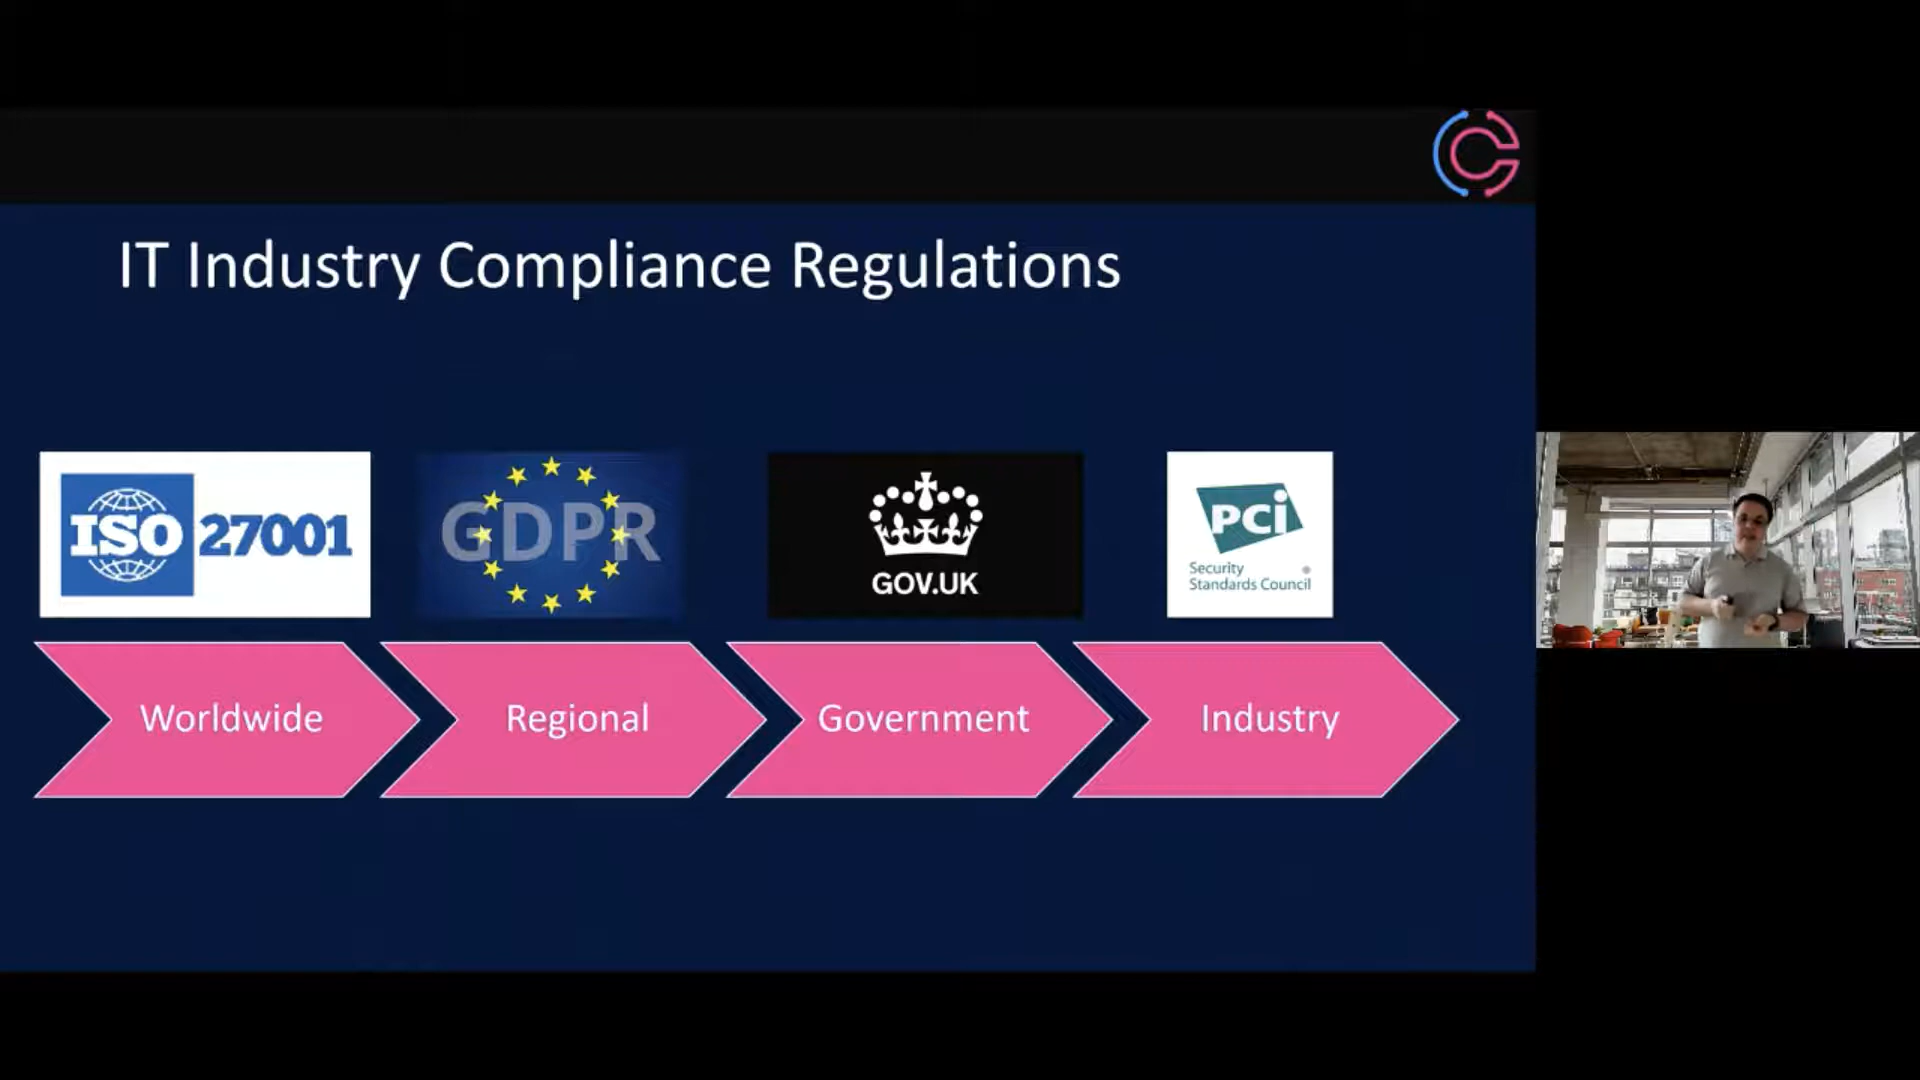 IT Industry Compliance Regulations
ISO 27001
GDPR
GOV.UK
PCi
Security
Standards Council
Worldwide
Regional
Government
Industry